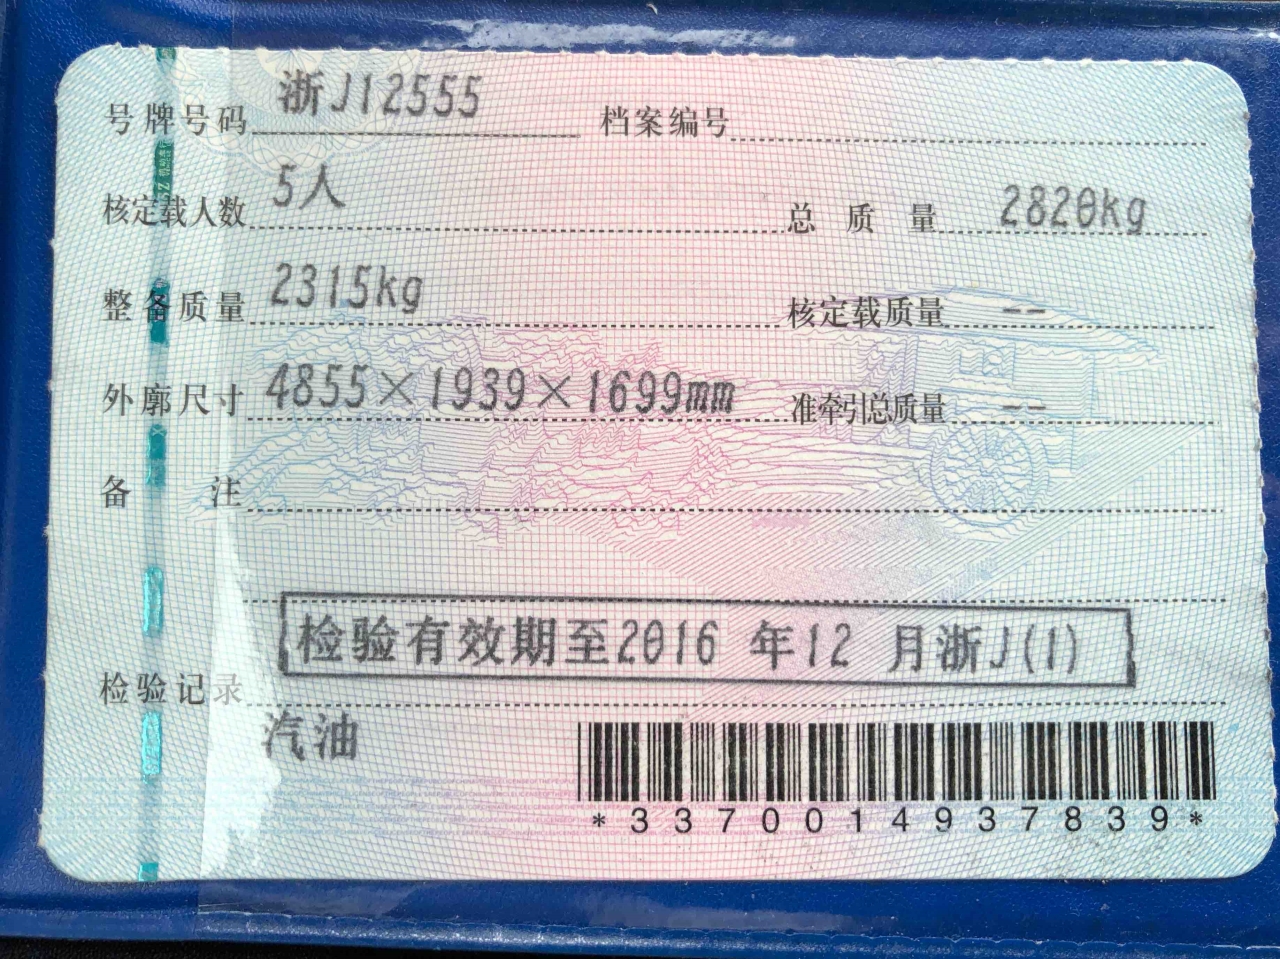 号牌号码 浙J12555 档案编号
核定载人数 5人 总质量 2820kg
整备质量 2315kg 核定载质量 --
外廓尺寸 4855×1939×1699mm 准牵引总质量 --
备注
检验有效期至2016 年12 月浙J(1)
检验记录
汽油
*3370014937839*